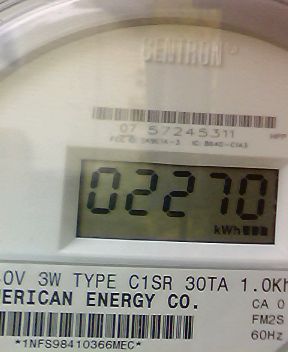 CENTRON®
07 57245311
02270
kWh
0V 3W TYPE C1SR 30TA 1.0Kh
ERICAN ENERGY CO.
CA 0
FM2S
60Hz
*1NFS98410366MEC*